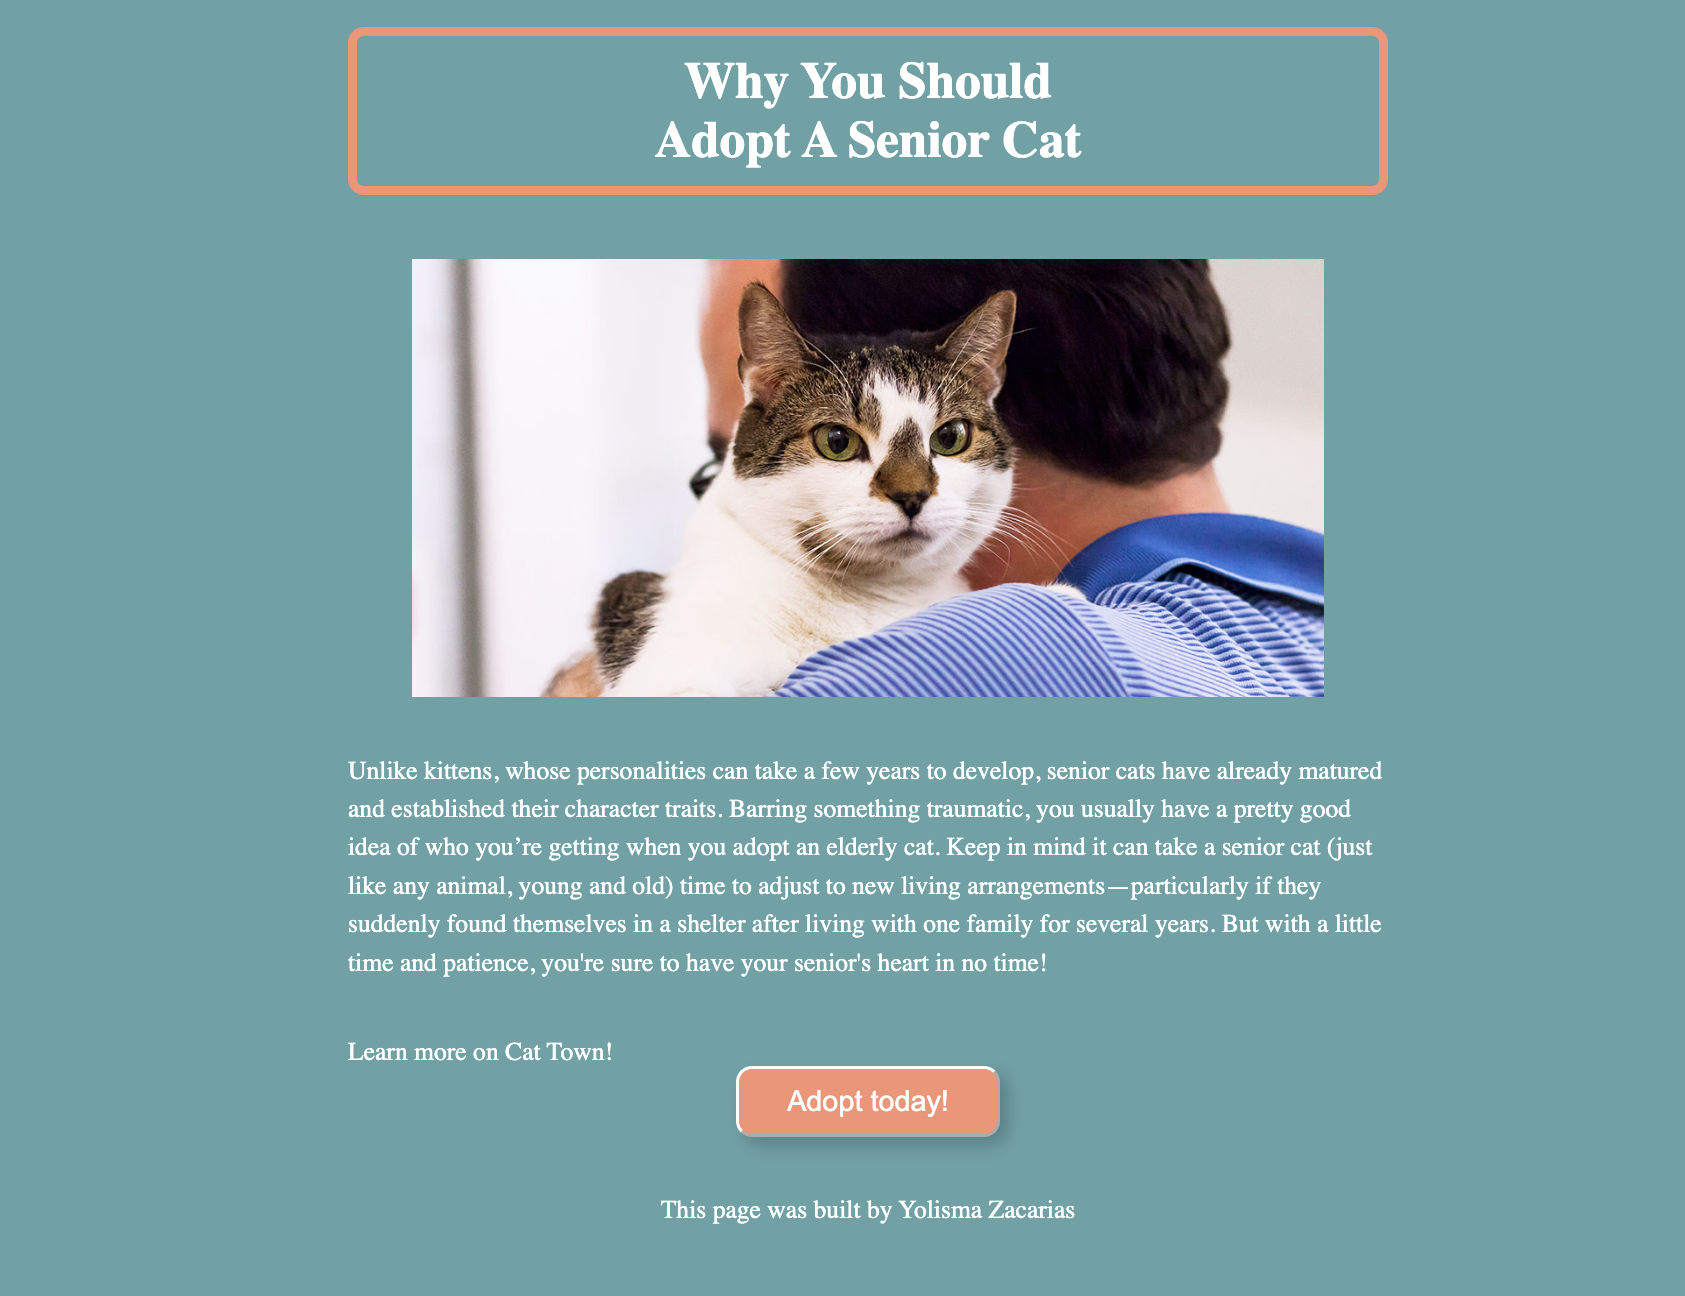 Why You Should
Adopt A Senior Cat
Unlike kittens, whose personalities can take a few years to develop, senior cats have already matured
and established their character traits. Barring something traumatic, you usually have a pretty good
idea of who you’re getting when you adopt an elderly cat. Keep in mind it can take a senior cat (just
like any animal, young and old) time to adjust to new living arrangements—particularly if they
suddenly found themselves in a shelter after living with one family for several years. But with a little
time and patience, you're sure to have your senior's heart in no time!
Learn more on Cat Town!
Adopt today!
This page was built by Yolisma Zacarias